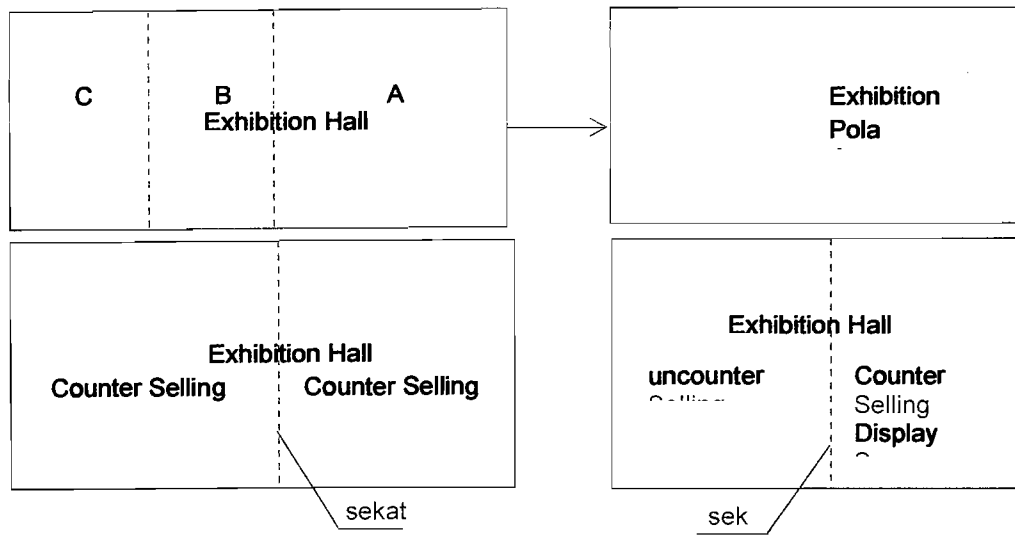 C B A
Exhibition Hall
Exhibition
Pola
Exhibition Hall
Counter Selling Counter Selling
sekat
Exhibition Hall
uncounter Counter
Selling
Display
sek